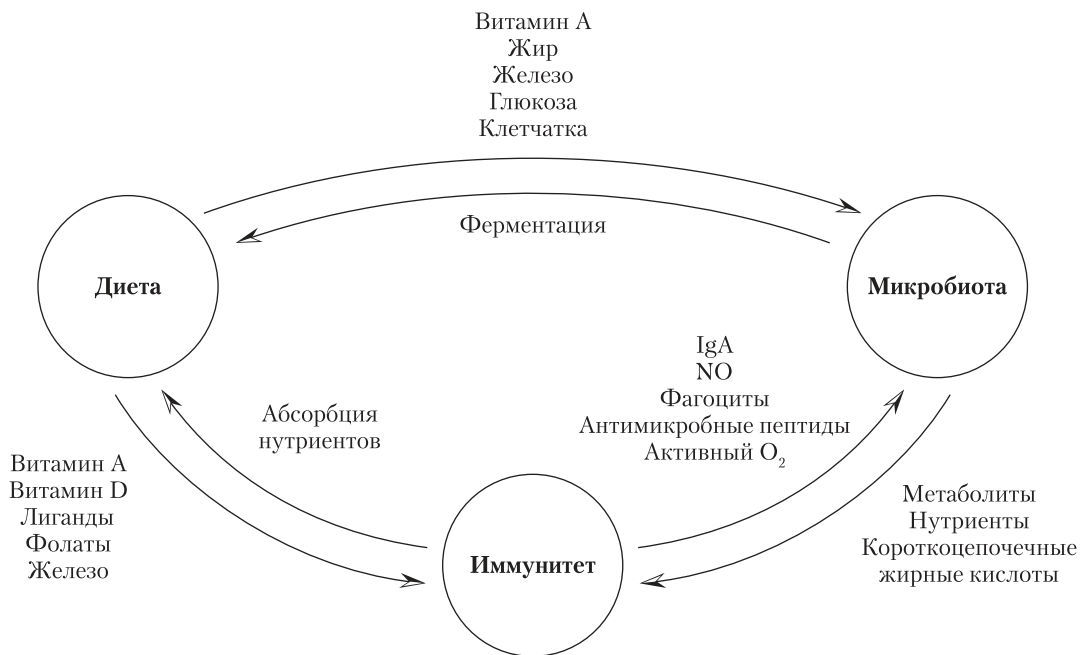 Витамин А
Жир
Железо
Глюкоза
Клетчатка
Ферментация
Диета
Микробиота
IgA
NO
Фагоциты
Антимикробные пептиды
Активный O₂
Абсорбция
нутриентов
Витамин А
Витамин D
Лиганды
Фолаты
Железо
Иммунитет
Метаболиты
Нутриенты
Короткоцепочечные
жирные кислоты